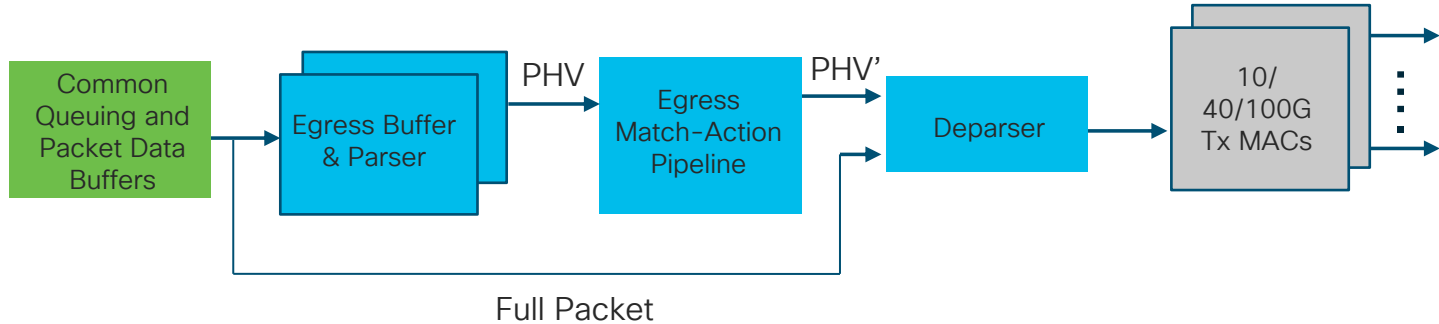 Common
Queuing and
Packet Data
Buffers
Egress Buffer
& Parser
PHV
Egress
Match-Action
Pipeline
PHV’
Deparser
10/
40/100G
Tx MACs
Full Packet